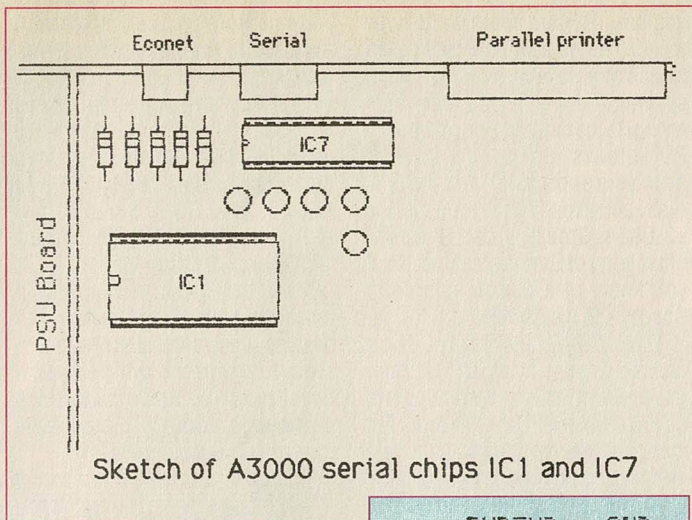 Econet Serial Parallel printer
IC7
IC1
PSU Board
Sketch of A3000 serial chips IC1 and IC7